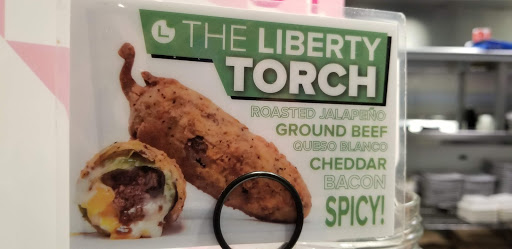 THE LIBERTY
TORCH
ROASTED JALAPEÑO
GROUND BEEF
QUESO BLANCO
CHEDDAR
BACON
SPICY!